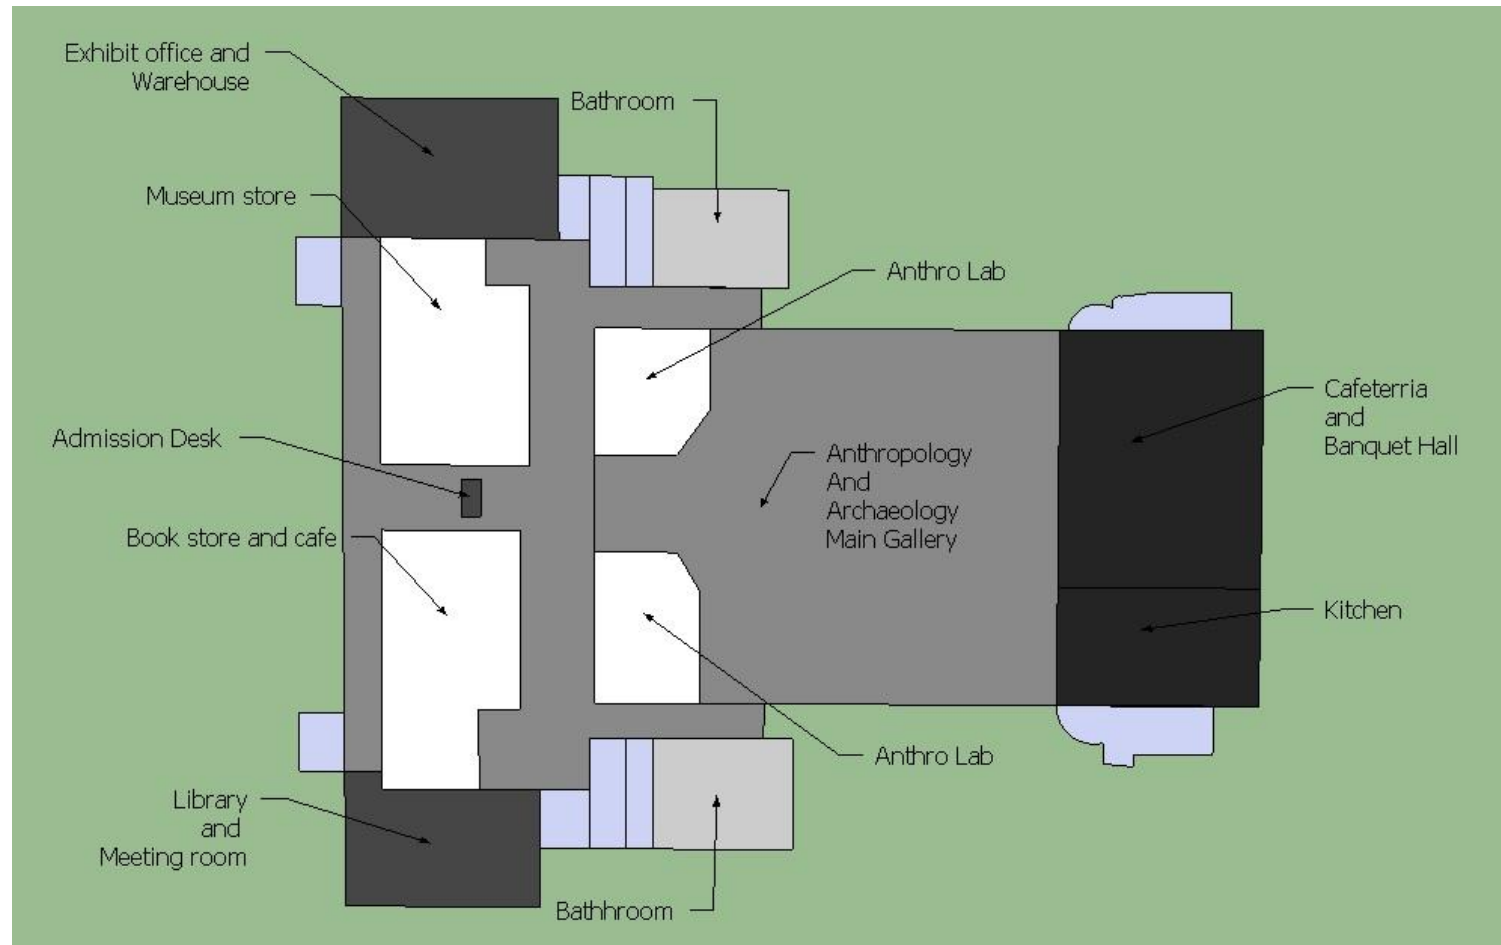 Exhibit office and
Warehouse
Bathroom
Museum store
Anthro Lab
Cafeterria
and
Banquet Hall
Admission Desk
Anthropology
And
Archaeology
Main Gallery
Book store and cafe
Kitchen
Anthro Lab
Library
and
Meeting room
Bathhroom